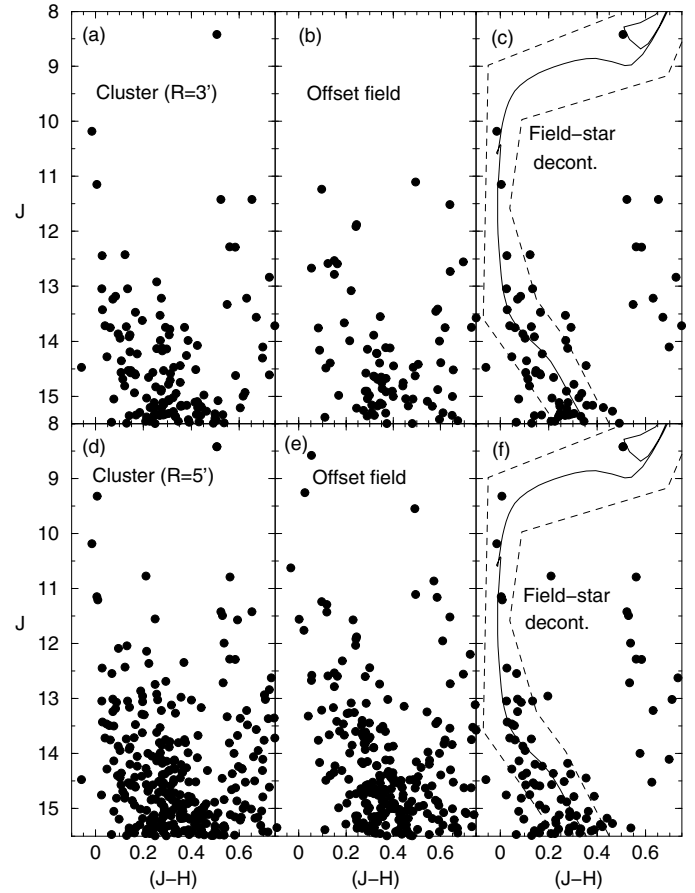 8
(a)
(b)
(c)
9
Cluster (R=3')
Offset field
10
Field−star
decont.
11
J
12
13
14
15
8
(d)
(e)
(f)
9
Cluster (R=5')
Offset field
10
11
Field−star
decont.
J
12
13
14
15
0 0.2 0.4 0.6
0 0.2 0.4 0.6
0 0.2 0.4 0.6
(J−H)
(J−H)
(J−H)